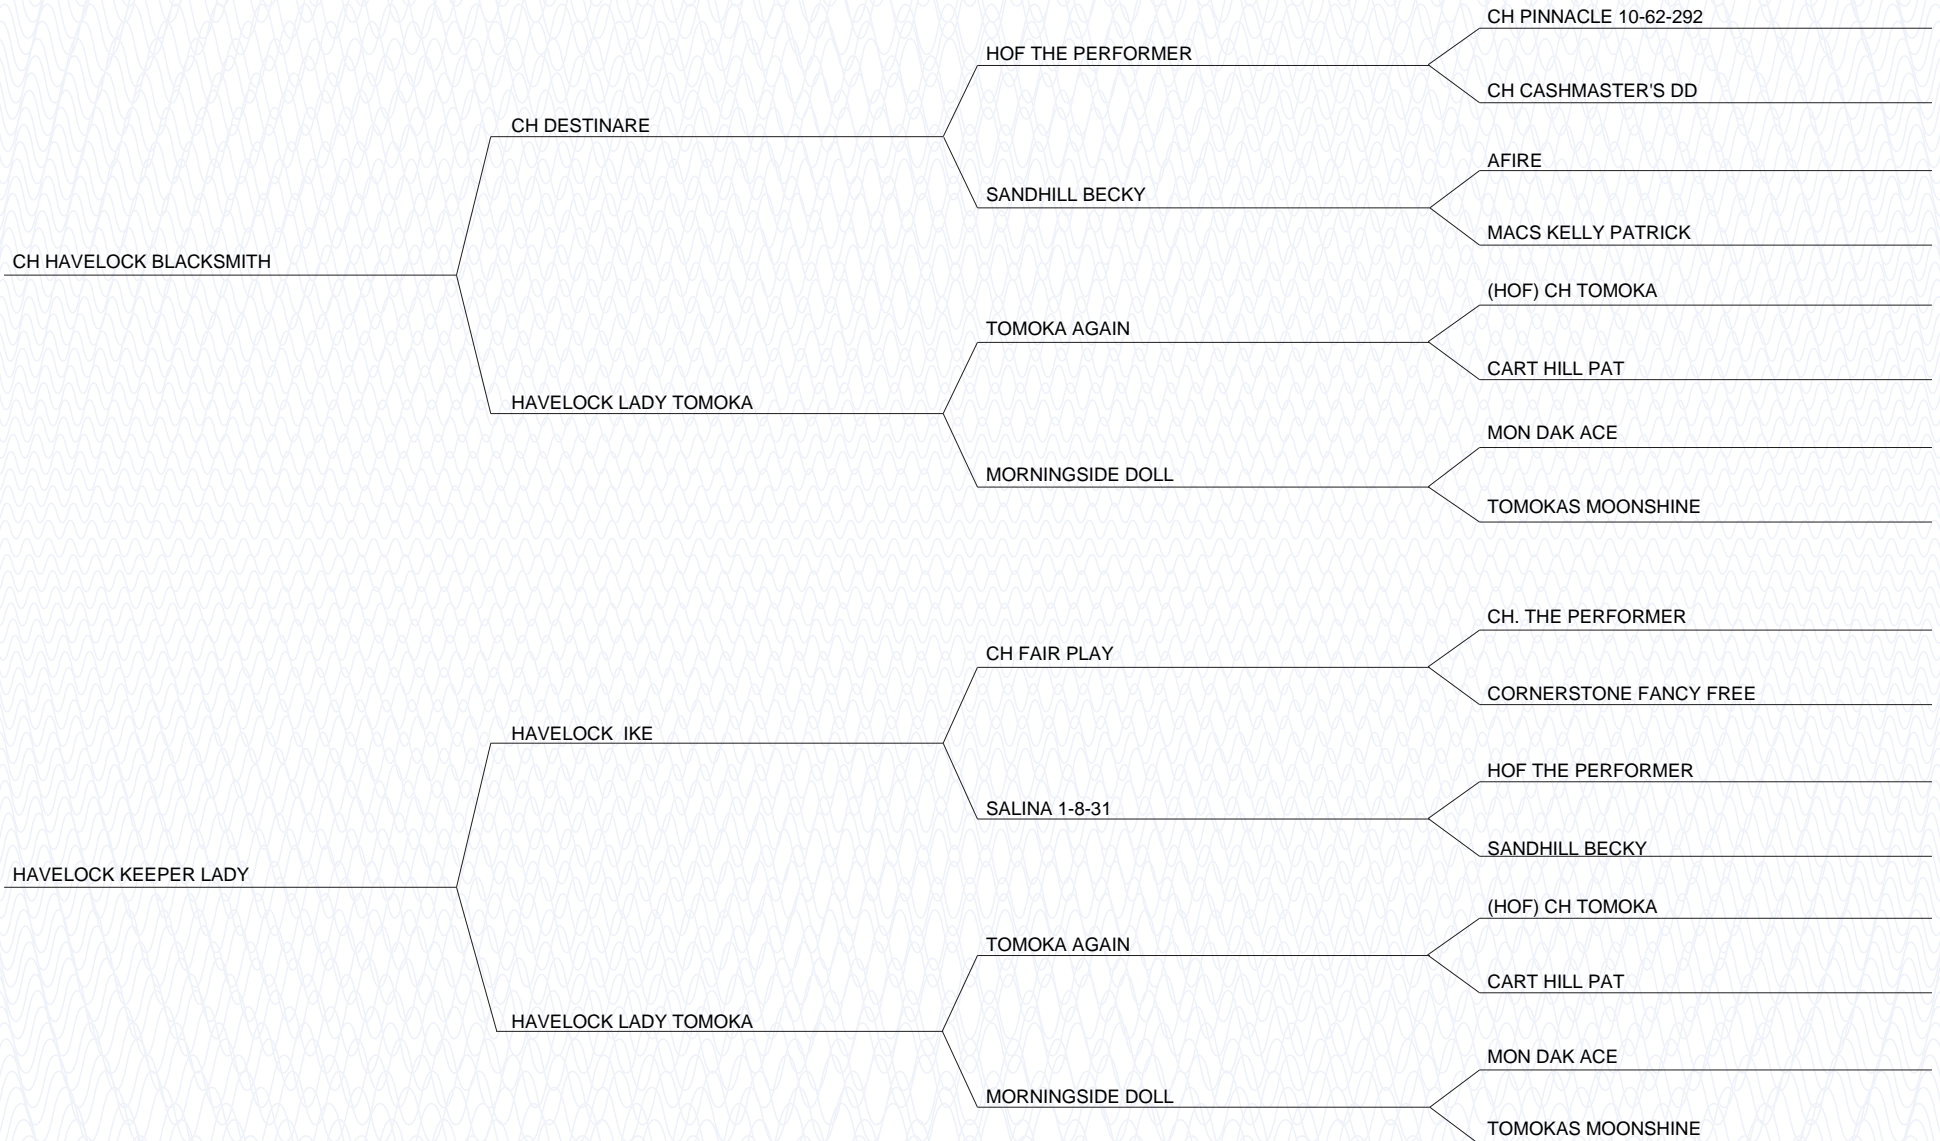 CH PINNACLE 10-62-292
HOF THE PERFORMER
CH CASHMASTER'S DD
CH DESTINARE
AFIRE
SANDHILL BECKY
MACS KELLY PATRICK
CH HAVELOCK BLACKSMITH
(HOF) CH TOMOKA
TOMOKA AGAIN
CART HILL PAT
HAVELOCK LADY TOMOKA
MON DAK ACE
MORNINGSIDE DOLL
TOMOKAS MOONSHINE
CH. THE PERFORMER
CH FAIR PLAY
CORNERSTONE FANCY FREE
HAVELOCK  IKE
HOF THE PERFORMER
SALINA 1-8-31
SANDHILL BECKY
HAVELOCK KEEPER LADY
(HOF) CH TOMOKA
TOMOKA AGAIN
CART HILL PAT
HAVELOCK LADY TOMOKA
MON DAK ACE
MORNINGSIDE DOLL
TOMOKAS MOONSHINE